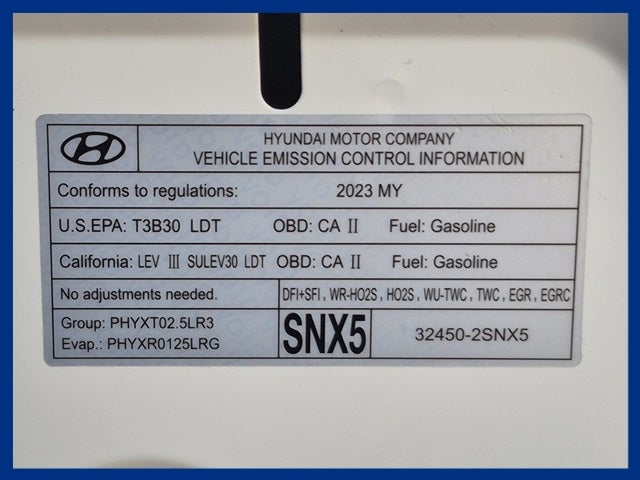 HYUNDAI MOTOR COMPANY
VEHICLE EMISSION CONTROL INFORMATION
Conforms to regulations: 2023 MY
U.S.EPA: T3B30 LDT OBD: CA II Fuel: Gasoline
California: LEV III SULEV30 LDT OBD: CA II Fuel: Gasoline
No adjustments needed. DFI+SFI, WR-HO2S, HO2S, WU-TWC, TWC, EGR, EGRC
Group: PHYXT02.5LR3
Evap.: PHYXR0125LRG
SNX5
32450-2SNX5